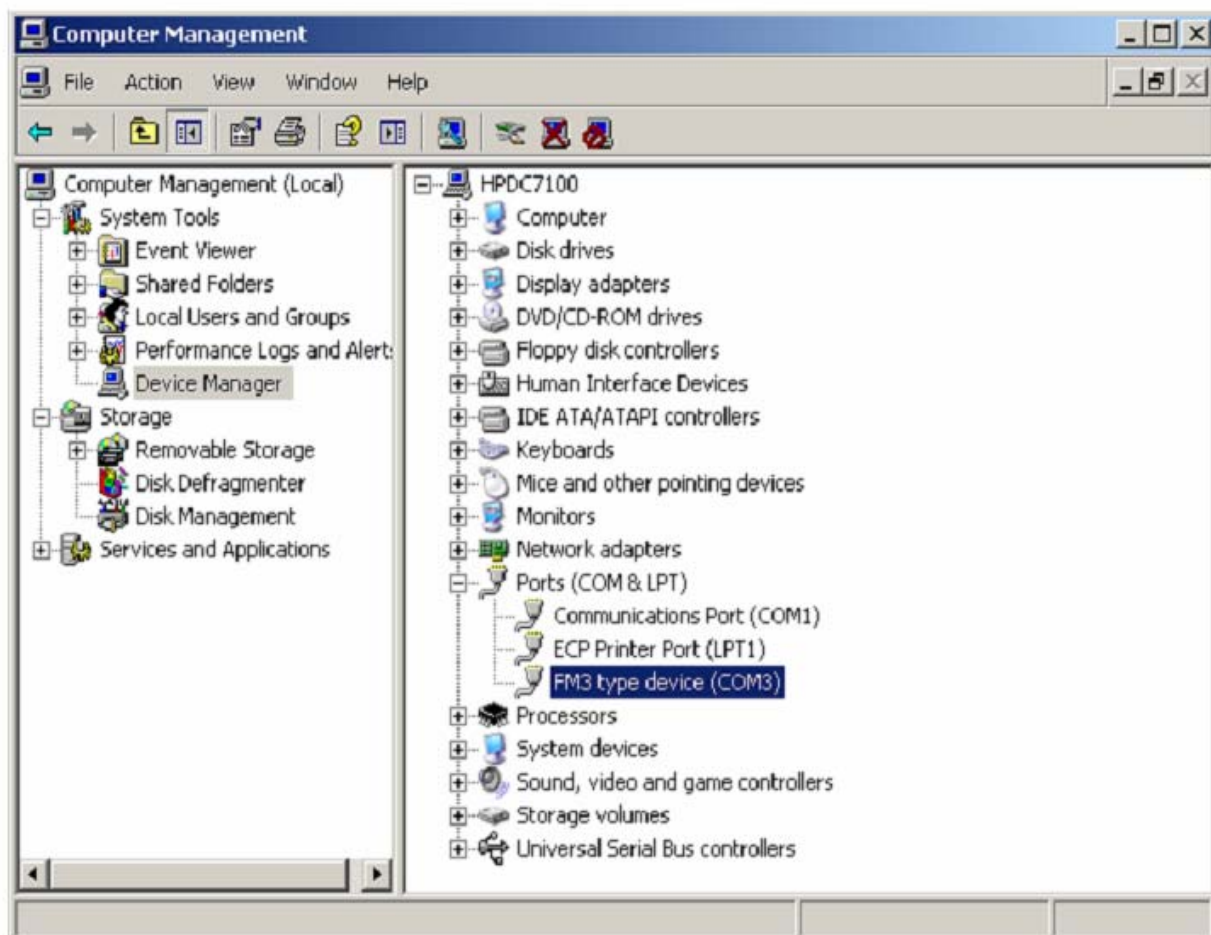 Computer Management
File Action View Window Help
Computer Management (Local)
System Tools
Event Viewer
Shared Folders
Local Users and Groups
Performance Logs and Alert
Device Manager
Storage
Removable Storage
Disk Defragmenter
Disk Management
Services and Applications
HPDC7100
Computer
Disk drives
Display adapters
DVD/CD-ROM drives
Floppy disk controllers
Human Interface Devices
IDE ATA/ATAPI controllers
Keyboards
Mice and other pointing devices
Monitors
Network adapters
Ports (COM & LPT)
Communications Port (COM1)
ECP Printer Port (LPT1)
FM3 type device (COM3)
Processors
System devices
Sound, video and game controllers
Storage volumes
Universal Serial Bus controllers